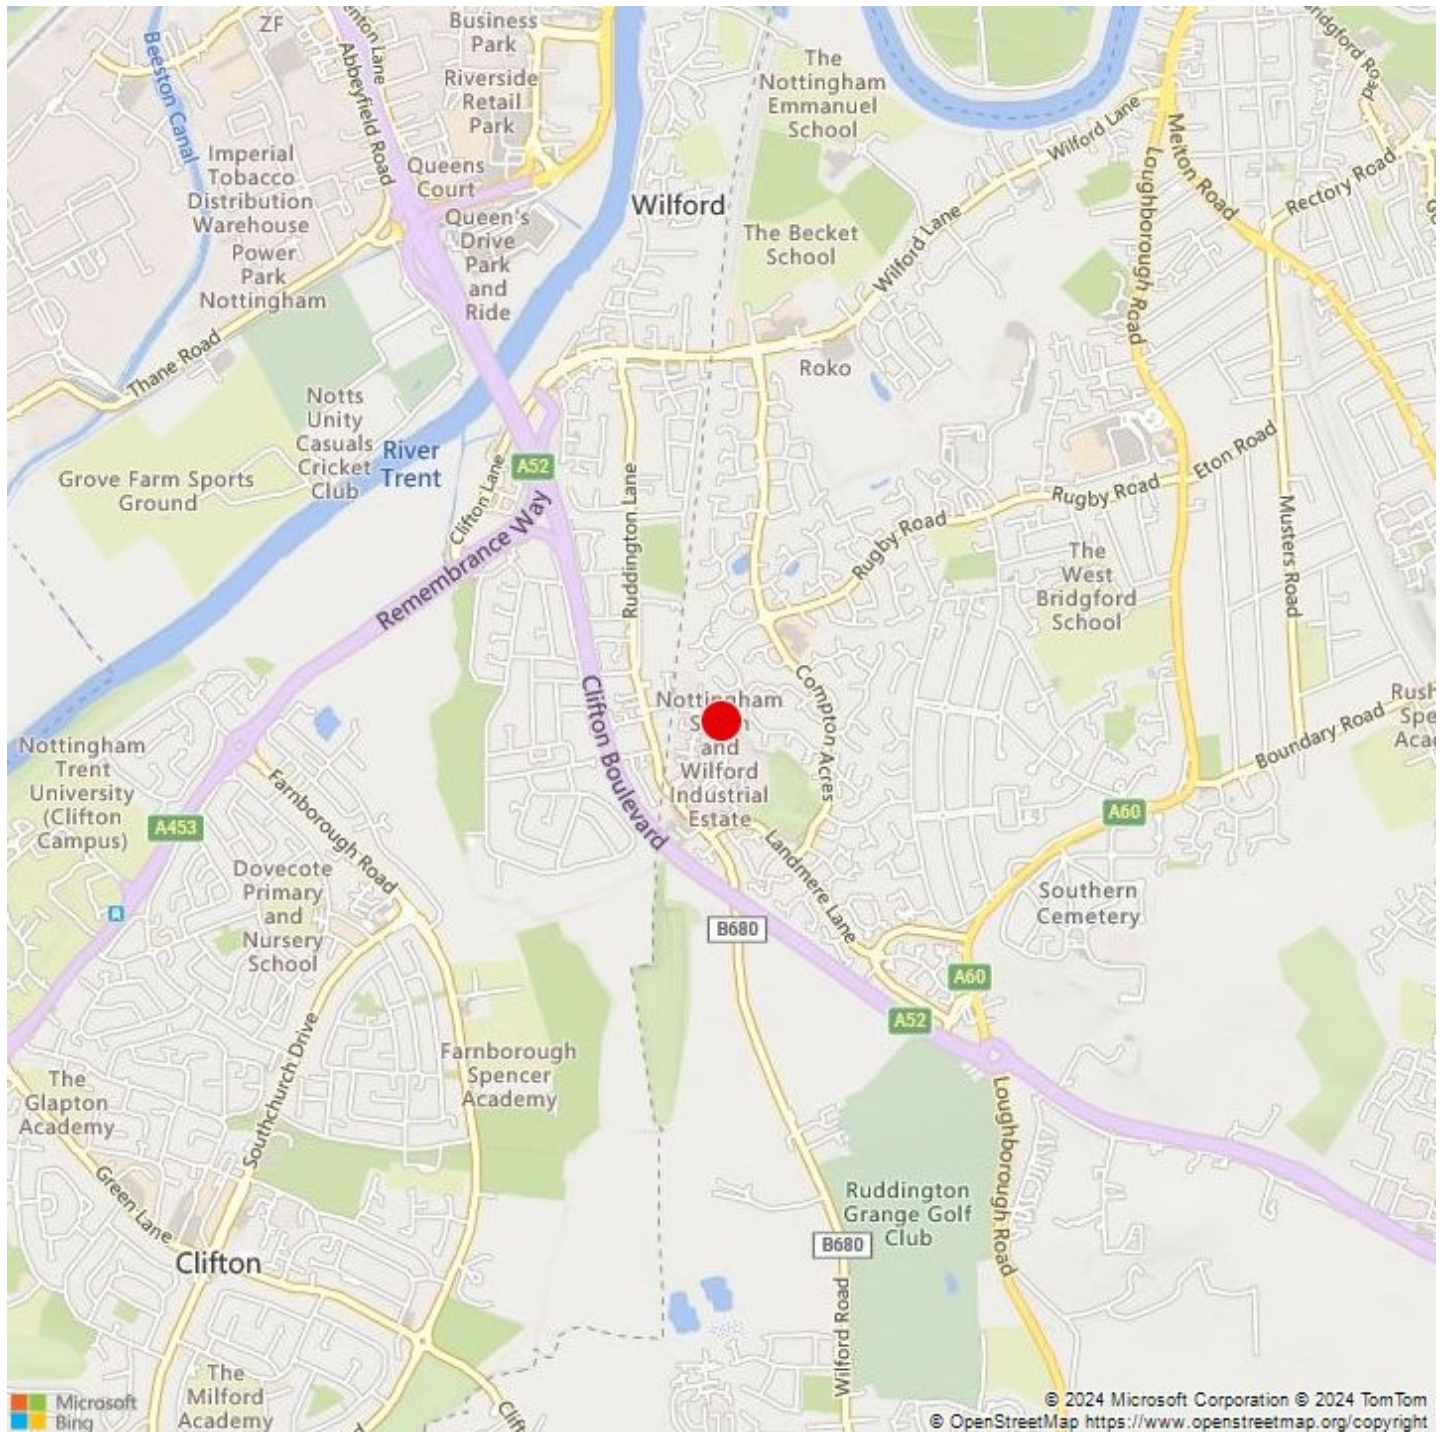 ZF
Business
Park
Beeston Canal
Abbeyfield Road
Riverside
Retail
Park
The
Nottingham
Emmanuel
School
Wilford Lane
Melton Road
Loughborough Road
Rectory Road
Imperial
Tobacco
Distribution
Warehouse
Queens
Court
Wilford
Queen's
Drive
Park
and
Ride
The Becket
School
Wilford Lane
Power
Park
Nottingham
Thane Road
Roko
Notts
Unity
Casuals
Cricket
Club
River
Trent
Grove Farm Sports
Ground
A52
Clifton Lane
Ruddington Lane
Remembrance Way
Rugby Road
Rugby Road
Eton Road
Musters Road
The
West
Bridgford
School
Nottingham
and
Wilford
Industrial
Estate
Compton Acres
Clifton Boulevard
Boundary Road
Nottingham
Trent
University
(Clifton
Campus)
A453
Farnborough Road
A60
Dovecote
Primary
and
Nursery
School
Landmere Lane
Southern
Cemetery
B680
A60
A52
Southchurch Drive
Farnborough
Spencer
Academy
The
Glapton
Academy
Green Lane
Clifton
Loughborough Road
Ruddington
Grange Golf
Club
B680
Wilford Road
The
Milford
Academy
Microsoft
Bing
© 2024 Microsoft Corporation © 2024 TomTom
© OpenStreetMap https://www.openstreetmap.org/copyright